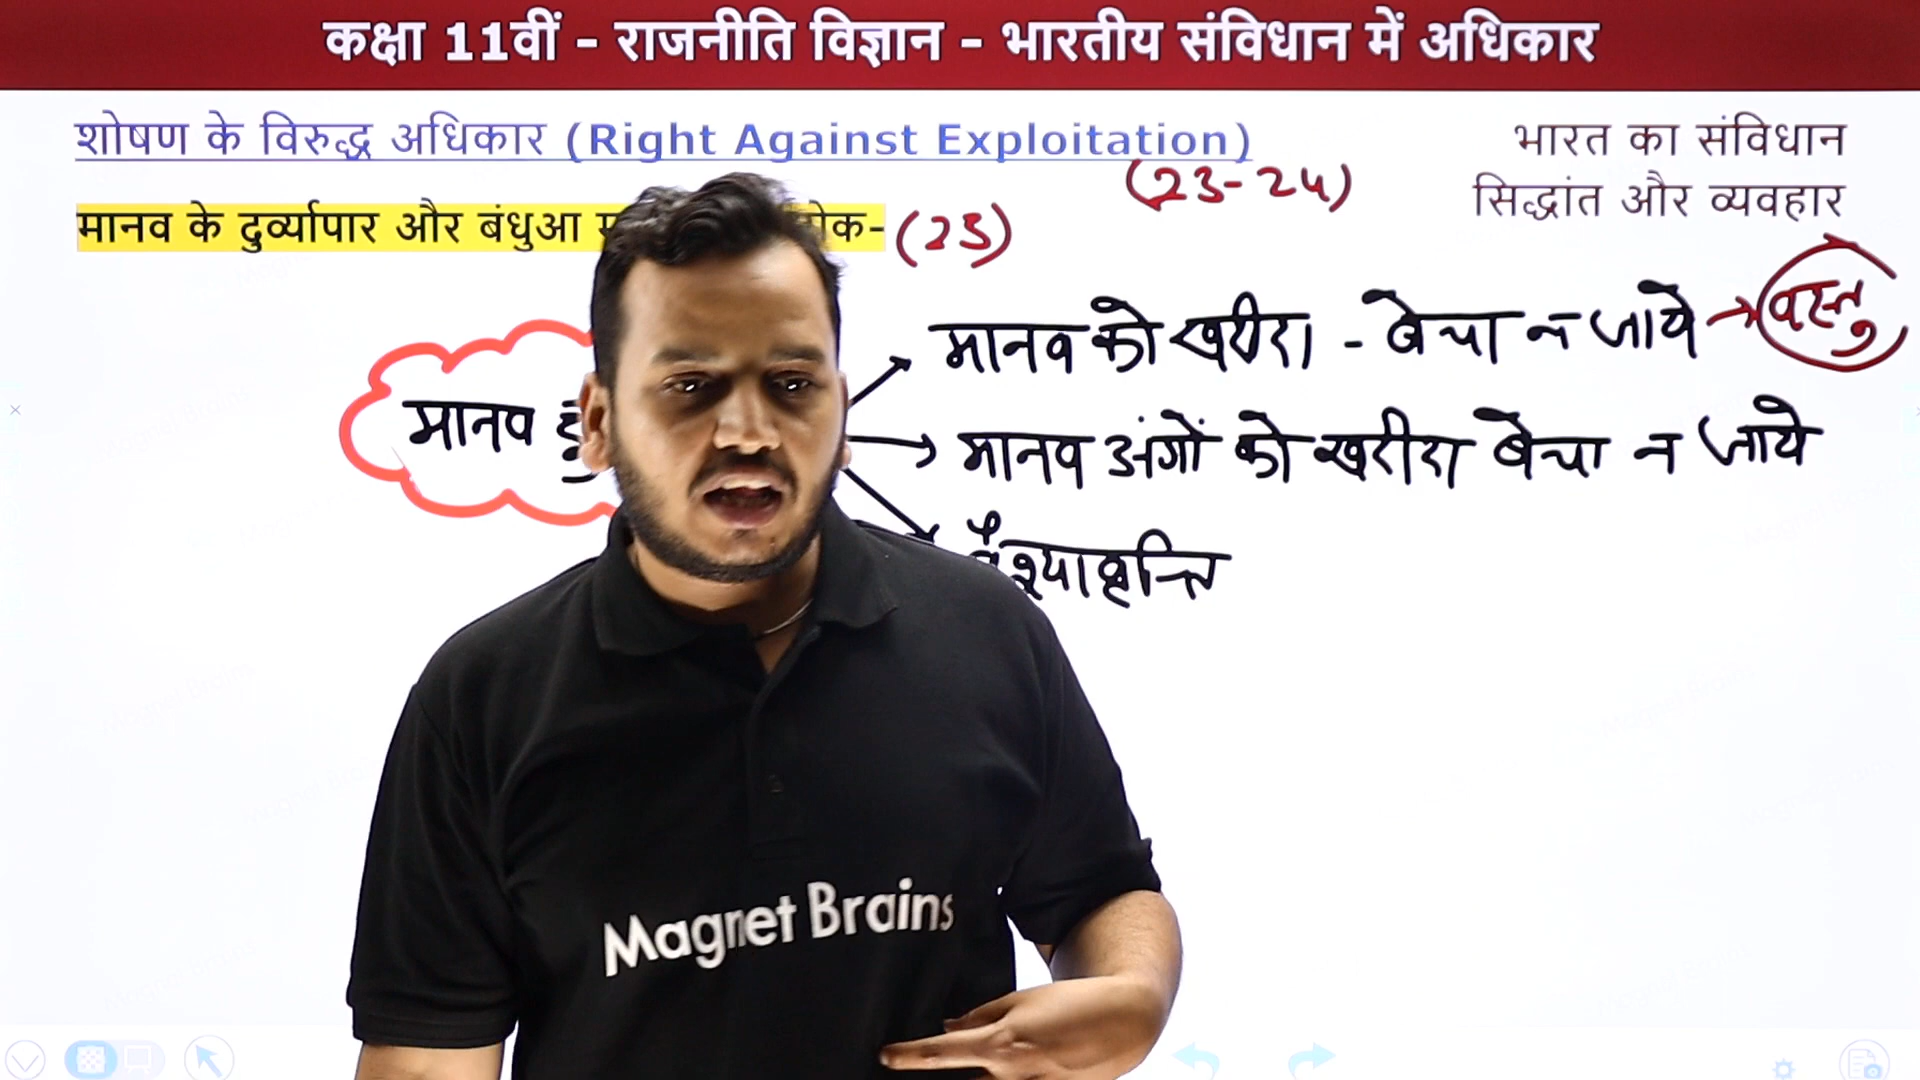 कक्षा 11वीं - राजनीति विज्ञान - भारतीय संविधान में अधिकार
शोषण के विरुद्ध अधिकार (Right Against Exploitation)
(23-24)
भारत का संविधान
सिद्धांत और व्यवहार
मानव के दुर्व्यापार और बंधुआ
(23)
मानव को खरीदा - बेचा न जाये → वस्तु
मानव
मानव अंगों को खरीदा बेचा न जाये
वैश्यावृत्ति
Magnet Brains